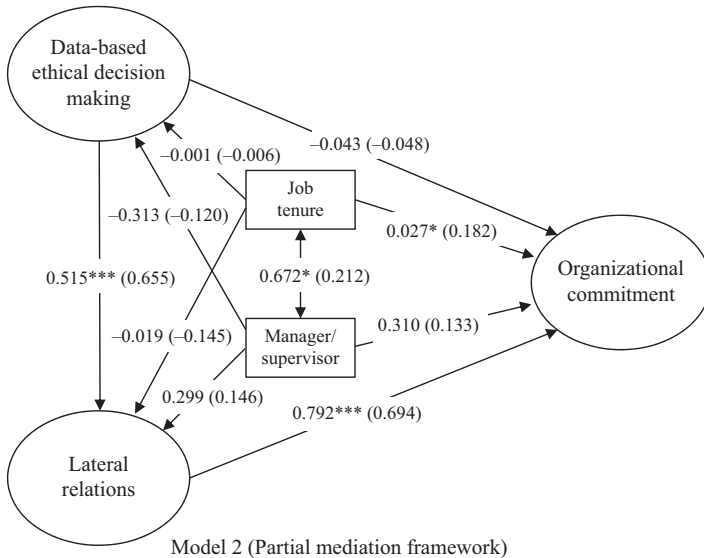 Data-based
ethical decision
making
–0.043 (–0.048)
–0.001 (–0.006)
Job
tenure
–0.313 (–0.120)
0.027* (0.182)
0.515*** (0.655)
0.672* (0.212)
Organizational
commitment
–0.019 (–0.145)
Manager/
supervisor
0.310 (0.133)
0.299 (0.146)
0.792*** (0.694)
Lateral
relations
Model 2 (Partial mediation framework)